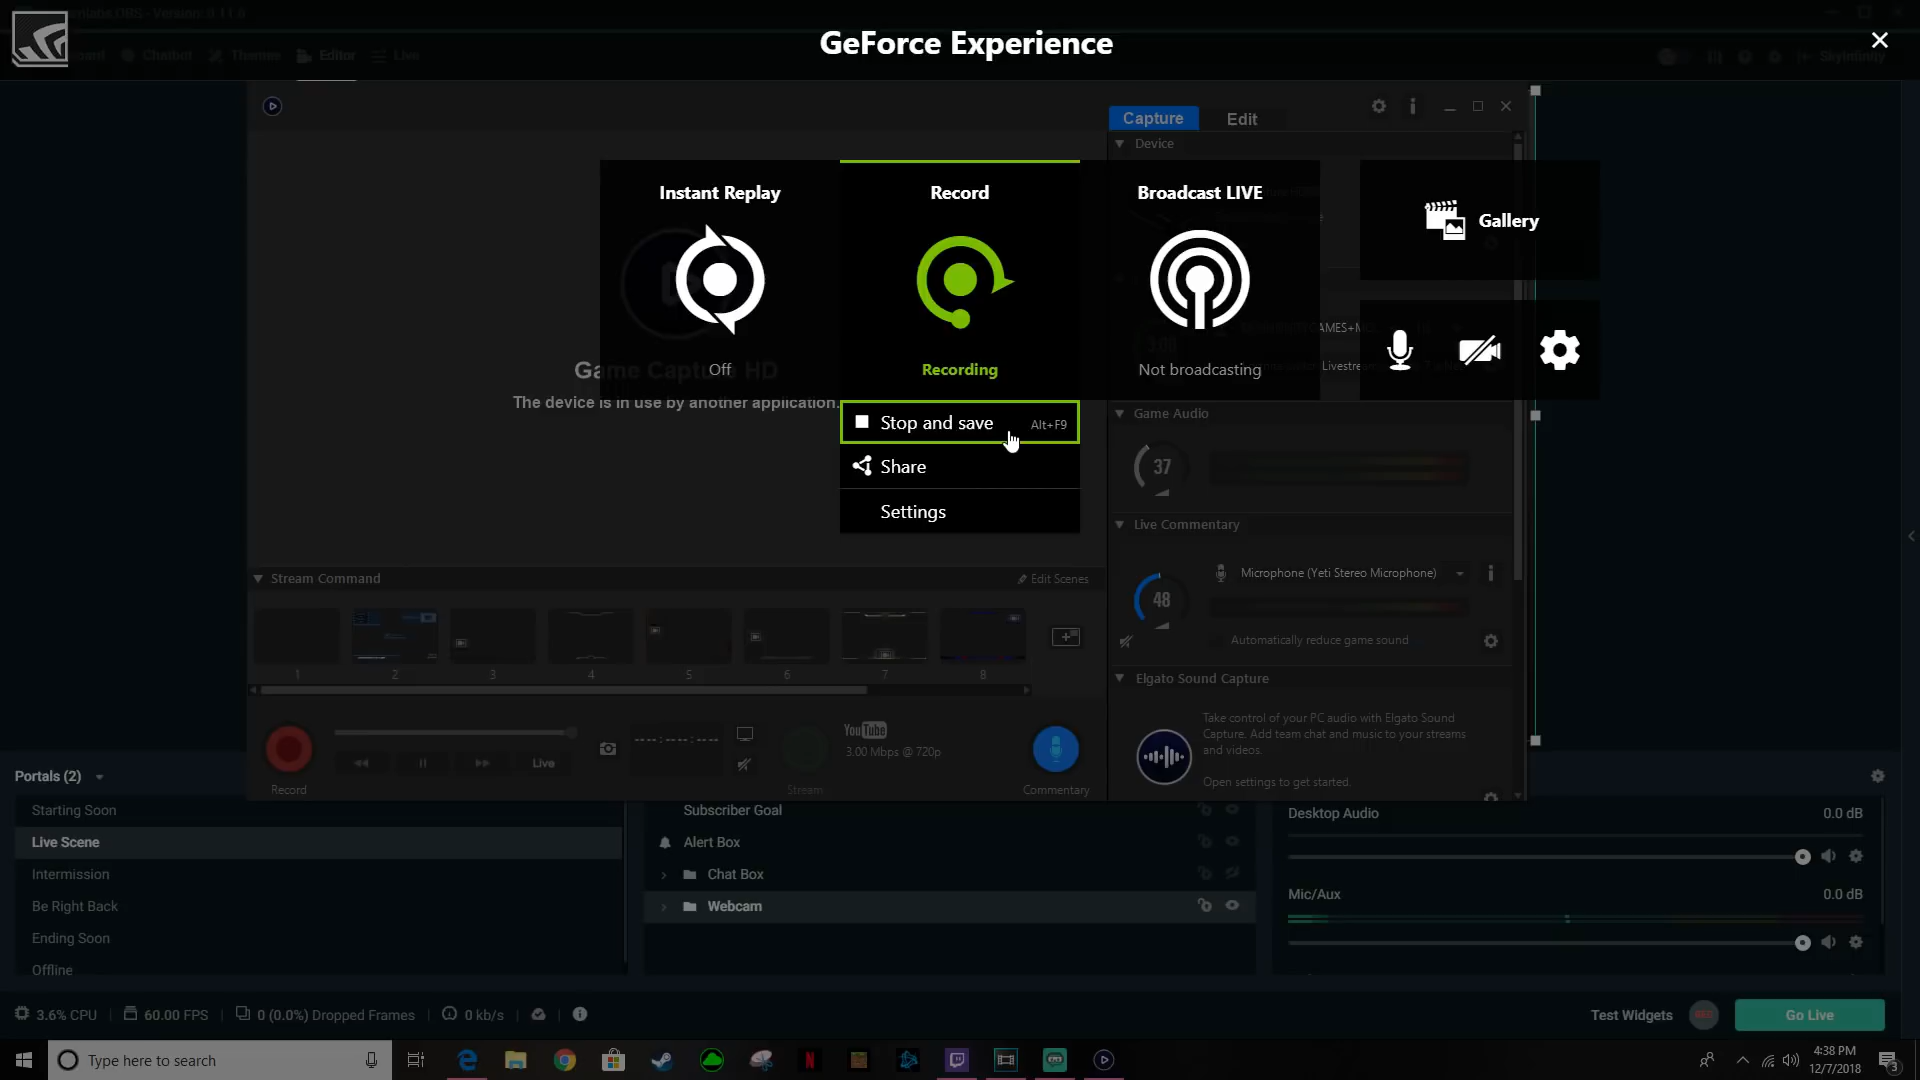 GeForce Experience
Chatbot
Themes
Editor
Live
Capture
Edit
Device
Instant Replay
Record
Broadcast LIVE
Gallery
Off
Recording
Not broadcasting
Game Capture HD
The device is in use by another application.
Stop and save
Alt+F9
Share
Settings
Game Audio
37
Live Commentary
Microphone (Yeti Stereo Microphone)
48
Automatically reduce game sound
Stream Command
Edit Scenes
1 2 3 4 5 6 7 8
Elgato Sound Capture
Take control of your PC audio with Elgato Sound
Capture. Add team chat and music to your streams
and videos.
Open settings to get started.
YouTube
3.00 Mbps @ 720p
Live
Record
Stream
Commentary
Portals (2)
Starting Soon
Live Scene
Intermission
Be Right Back
Ending Soon
Offline
Subscriber Goal
Alert Box
Chat Box
Webcam
Desktop Audio
0.0 dB
Mic/Aux
0.0 dB
3.6% CPU
60.00 FPS
0 (0.0%) Dropped Frames
0 kb/s
Test Widgets
Go Live
Type here to search
4:38 PM
12/7/2018
3